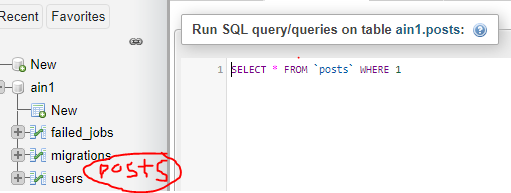 Recent Favorites
Run SQL query/queries on table ain1.posts:
1 SELECT * FROM `posts` WHERE 1
New
ain1
New
failed_jobs
migrations
users
posts